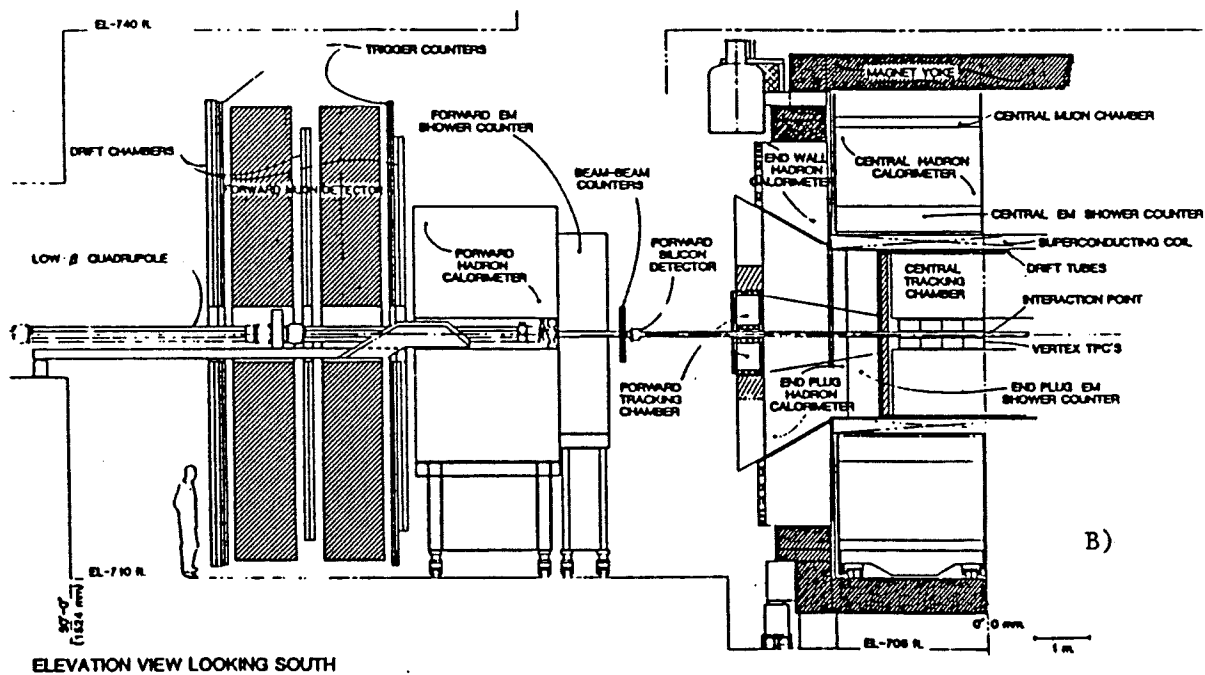 EL-740 ft.
TRIGGER COUNTERS
MAGNET YOKE
FORWARD EM
SHOWER COUNTER
CENTRAL MUON CHAMBER
DRIFT CHAMBERS
FORWARD MUON DETECTOR
BEAM-BEAM
COUNTERS
END WALL
HADRON
CALORIMETER
CENTRAL HADRON
CALORIMETER
CENTRAL EM SHOWER COUNTER
LOW β QUADRUPOLE
FORWARD
HADRON
CALORIMETER
FORWARD
SILICON
DETECTOR
SUPERCONDUCTING COIL
DRIFT TUBES
CENTRAL
TRACKING
CHAMBER
INTERACTION POINT
VERTEX TPC'S
FORWARD
TRACKING
CHAMBER
END PLUG
HADRON
CALORIMETER
END PLUG EM
SHOWER COUNTER
B)
EL-710 ft.
(1524 mm)
0' 0 mm.
1 m.
EL-706 ft.
ELEVATION VIEW LOOKING SOUTH